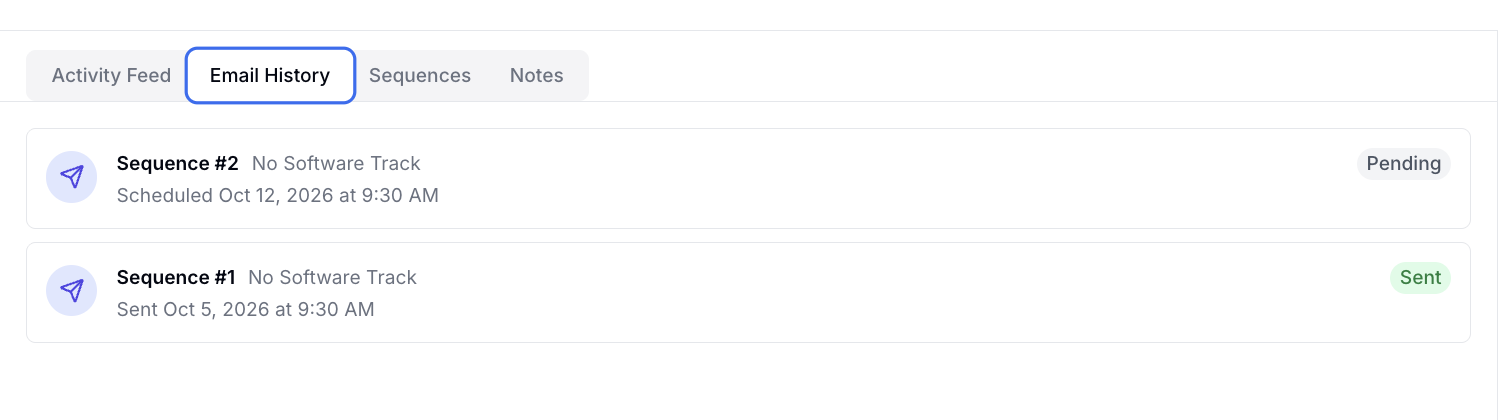 Activity Feed Email History Sequences Notes
Sequence #2 No Software Track Pending
Scheduled Oct 12, 2026 at 9:30 AM
Sequence #1 No Software Track Sent
Sent Oct 5, 2026 at 9:30 AM